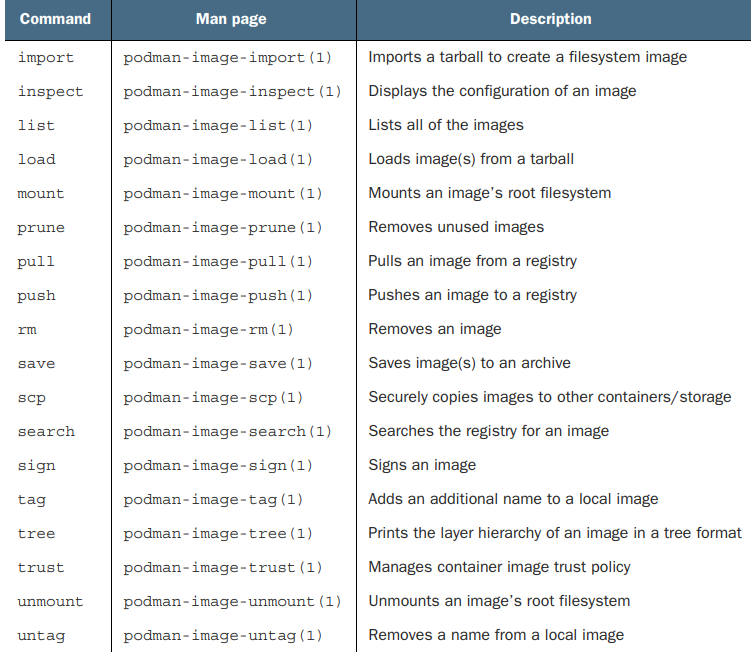 Command Man page Description
import podman-image-import(1) Imports a tarball to create a filesystem image
inspect podman-image-inspect(1) Displays the configuration of an image
list podman-image-list(1) Lists all of the images
load podman-image-load(1) Loads image(s) from a tarball
mount podman-image-mount(1) Mounts an image’s root filesystem
prune podman-image-prune(1) Removes unused images
pull podman-image-pull(1) Pulls an image from a registry
push podman-image-push(1) Pushes an image to a registry
rm podman-image-rm(1) Removes an image
save podman-image-save(1) Saves image(s) to an archive
scp podman-image-scp(1) Securely copies images to other containers/storage
search podman-image-search(1) Searches the registry for an image
sign podman-image-sign(1) Signs an image
tag podman-image-tag(1) Adds an additional name to a local image
tree podman-image-tree(1) Prints the layer hierarchy of an image in a tree format
trust podman-image-trust(1) Manages container image trust policy
unmount podman-image-unmount(1) Unmounts an image’s root filesystem
untag podman-image-untag(1) Removes a name from a local image